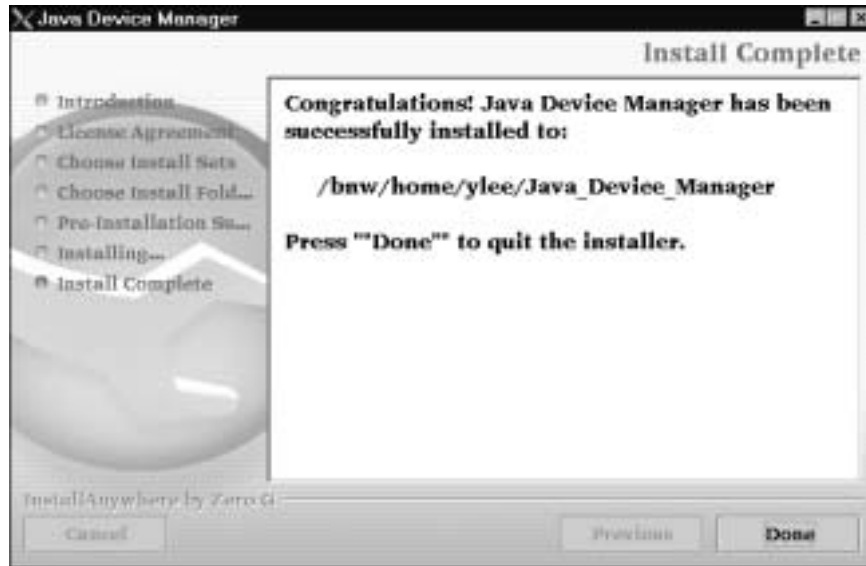 Java Device Manager
Install Complete
Introduction
License Agreement
Choose Install Sets
Choose Install Fold...
Pre-Installation Su...
Installing...
Install Complete
Congratulations! Java Device Manager has been
successfully installed to:
/bnw/home/ylee/Java_Device_Manager
Press ""Done"" to quit the installer.
InstallAnywhere by Zero G
Cancel
Previous
Done